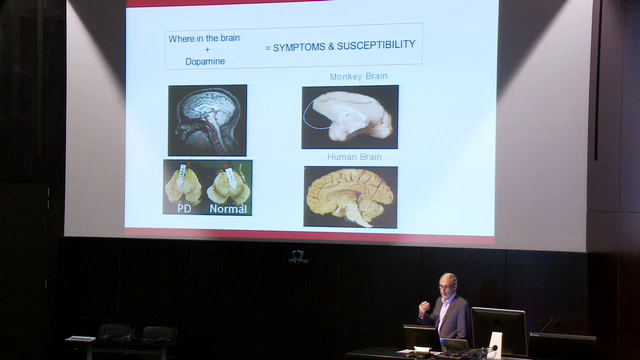 Where in the brain
+
Dopamine
= SYMPTOMS & SUSCEPTIBILITY
Monkey Brain
Human Brain
PD
Normal